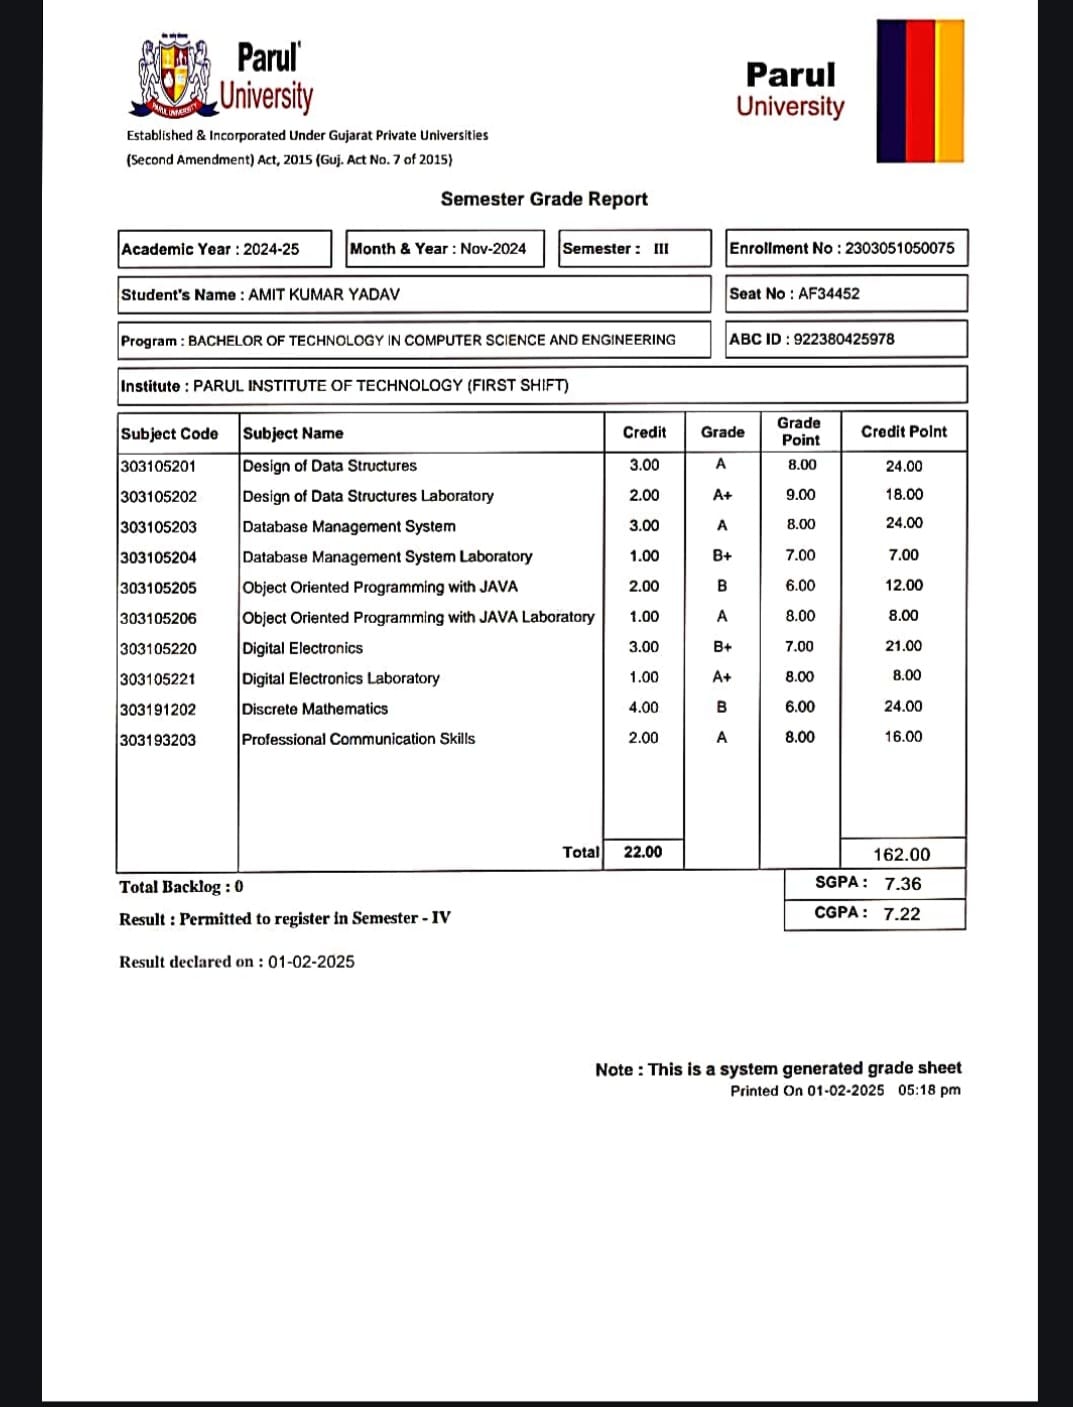 Parul
University
PARUL UNIVERSITY
Parul
University
Established & Incorporated Under Gujarat Private Universities
(Second Amendment) Act, 2015 (Guj. Act No. 7 of 2015)
Semester Grade Report
Academic Year : 2024-25 Month & Year : Nov-2024 Semester : III Enrollment No : 2303051050075
Student's Name : AMIT KUMAR YADAV Seat No : AF34452
Program : BACHELOR OF TECHNOLOGY IN COMPUTER SCIENCE AND ENGINEERING ABC ID : 922380425978
Institute : PARUL INSTITUTE OF TECHNOLOGY (FIRST SHIFT)
Subject Code Subject Name Credit Grade Grade Point Credit Point
303105201 Design of Data Structures 3.00 A 8.00 24.00
303105202 Design of Data Structures Laboratory 2.00 A+ 9.00 18.00
303105203 Database Management System 3.00 A 8.00 24.00
303105204 Database Management System Laboratory 1.00 B+ 7.00 7.00
303105205 Object Oriented Programming with JAVA 2.00 B 6.00 12.00
303105206 Object Oriented Programming with JAVA Laboratory 1.00 A 8.00 8.00
303105220 Digital Electronics 3.00 B+ 7.00 21.00
303105221 Digital Electronics Laboratory 1.00 A+ 8.00 8.00
303191202 Discrete Mathematics 4.00 B 6.00 24.00
303193203 Professional Communication Skills 2.00 A 8.00 16.00
Total 22.00 162.00
Total Backlog : 0 SGPA : 7.36
Result : Permitted to register in Semester - IV CGPA : 7.22
Result declared on : 01-02-2025
Note : This is a system generated grade sheet
Printed On 01-02-2025 05:18 pm